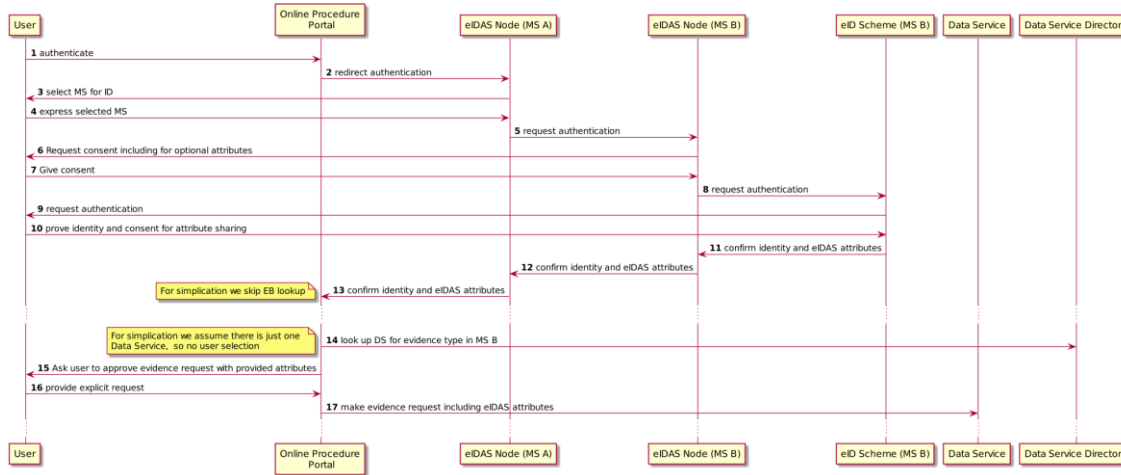 User
Online Procedure
Portal
eIDAS Node (MS A)
eIDAS Node (MS B)
eID Scheme (MS B)
Data Service
Data Service Director
1 authenticate
2 redirect authentication
3 select MS for ID
4 express selected MS
5 request authentication
6 Request consent including for optional attributes
7 Give consent
8 request authentication
9 request authentication
10 prove identity and consent for attribute sharing
11 confirm identity and eIDAS attributes
12 confirm identity and eIDAS attributes
For simplication we skip EB lookup
13 confirm identity and eIDAS attributes
For simplication we assume there is just one
Data Service, so no user selection
14 look up DS for evidence type in MS B
15 Ask user to approve evidence request with provided attributes
16 provide explicit request
17 make evidence request including eIDAS attributes
User
Online Procedure
Portal
eIDAS Node (MS A)
eIDAS Node (MS B)
eID Scheme (MS B)
Data Service
Data Service Director